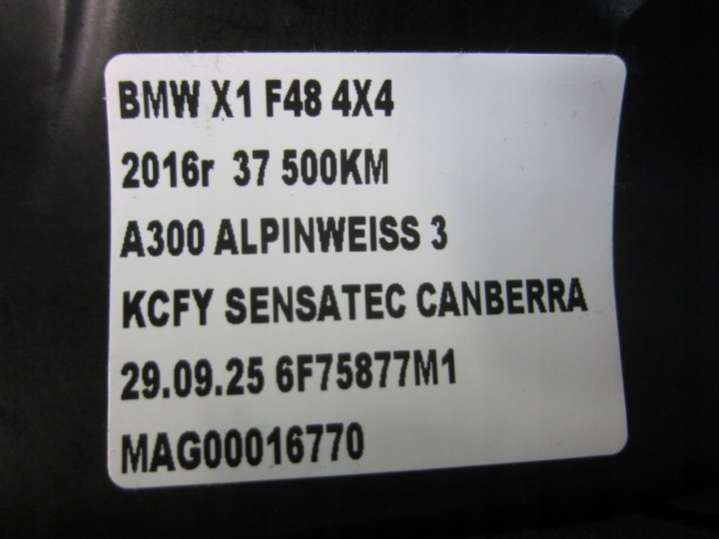 BMW X1 F48 4X4
2016r 37 500KM
A300 ALPINWEISS 3
KCFY SENSATEC CANBERRA
29.09.25 6F75877M1
MAG00016770